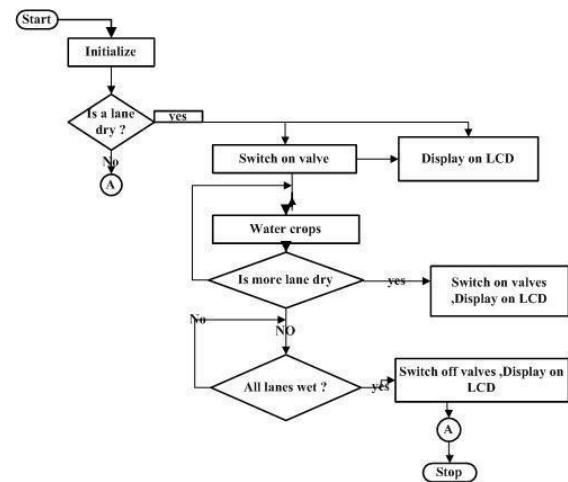 Start
Initialize
Is a lane
dry ?
yes
No
A
Switch on valve
Display on LCD
Water crops
Is more lane dry
yes
Switch on valves
,Display on LCD
No
NO
All lanes wet ?
yes
Switch off valves ,Display on
LCD
A
Stop